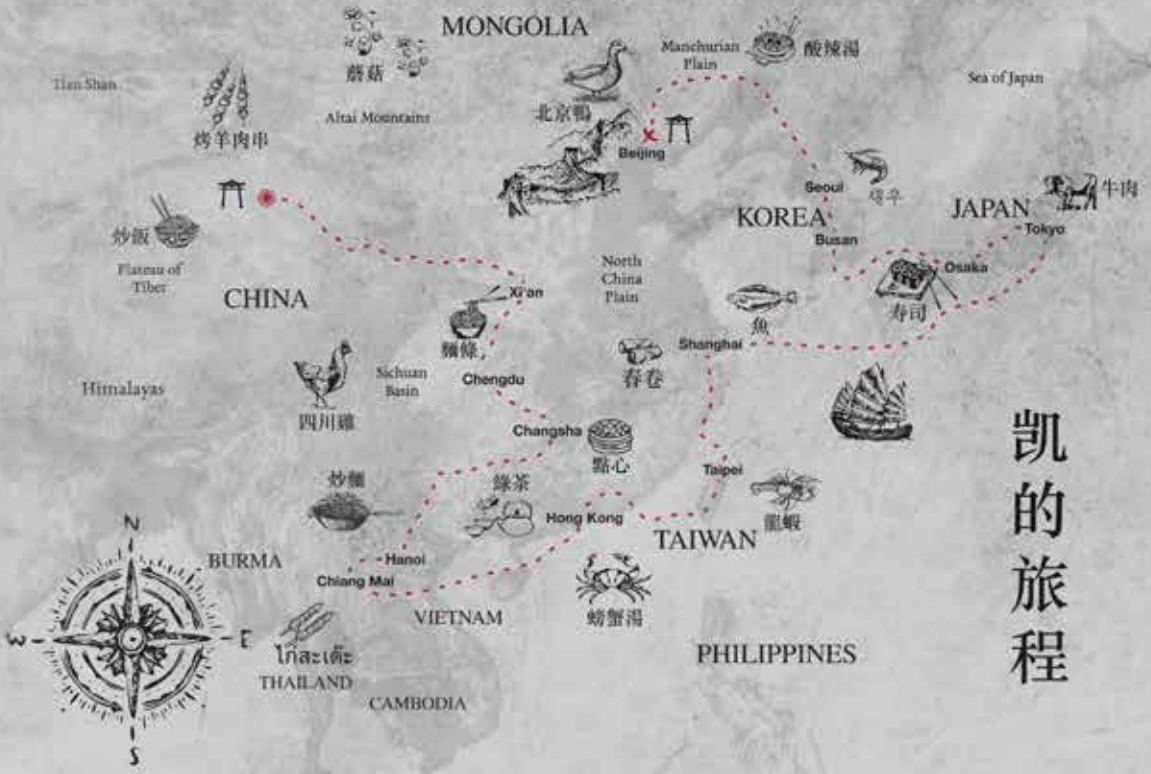 MONGOLIA
Manchurian
Plain
酸辣湯
Sea of Japan
Tian Shan
蘑菇
Altai Mountains
烤羊肉串
北京鴨
Beijing
Seoul
새우
牛肉
JAPAN
KOREA
Tokyo
Busan
炒飯
Flateau of
Tibet
CHINA
North
China
Plain
Osaka
寿司
Xi'an
麵條
魚
Shanghai
春卷
Himalayas
Sichuan
Basin
Chengdu
四川雞
Changsha
點心
凯的旅程
Taipei
龍蝦
炒麵
綠茶
Hong Kong
TAIWAN
N
W
E
S
BURMA
Hanoi
Chiang Mai
VIETNAM
螃蟹湯
ไก่สะเต๊ะ
THAILAND
CAMBODIA
PHILIPPINES